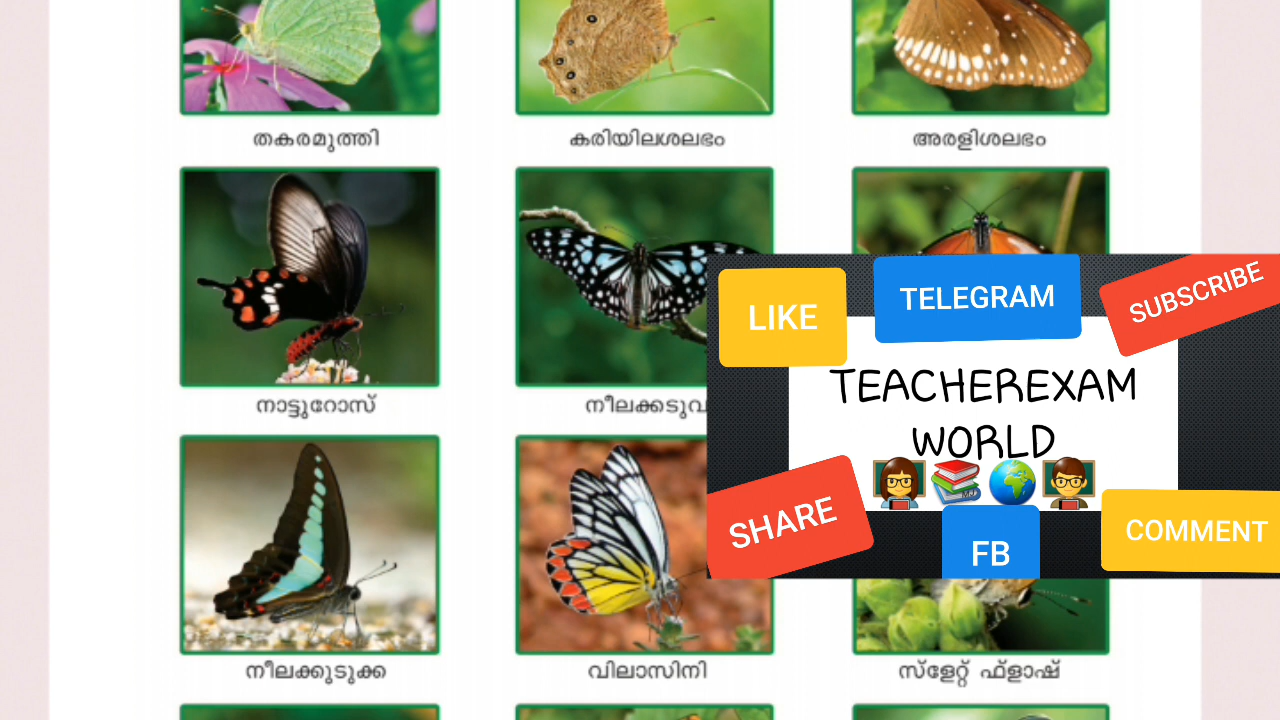 തകരമുത്തി
കരിയിലശലഭം
അരളിശലഭം
നാട്ടുറോസ്
LIKE
TELEGRAM
SUBSCRIBE
TEACHEREXAM
WORLD
SHARE
FB
COMMENT
നീലക്കുടുക്ക
വിലാസിനി
സ്ളേറ്റ് ഫ്ളാഷ്